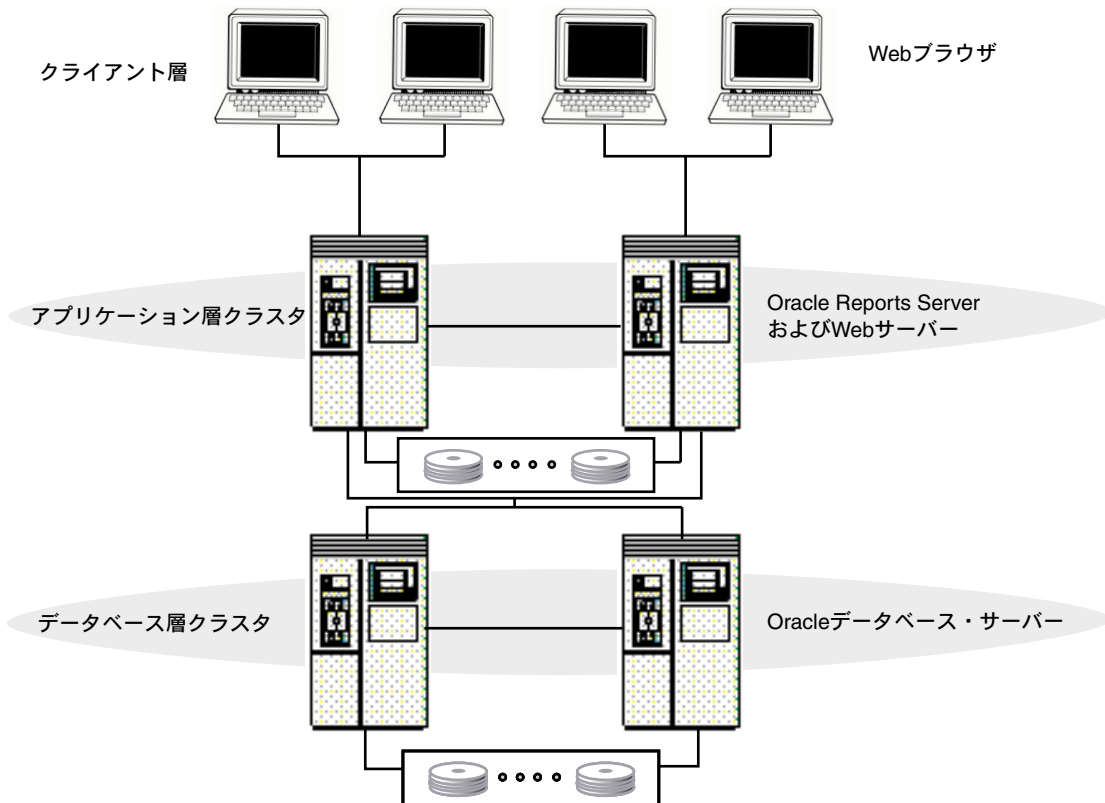 クライアント層
Webブラウザ
アプリケーション層クラスタ
Oracle Reports Server
およびWebサーバー
データベース層クラスタ
Oracleデータベース・サーバー